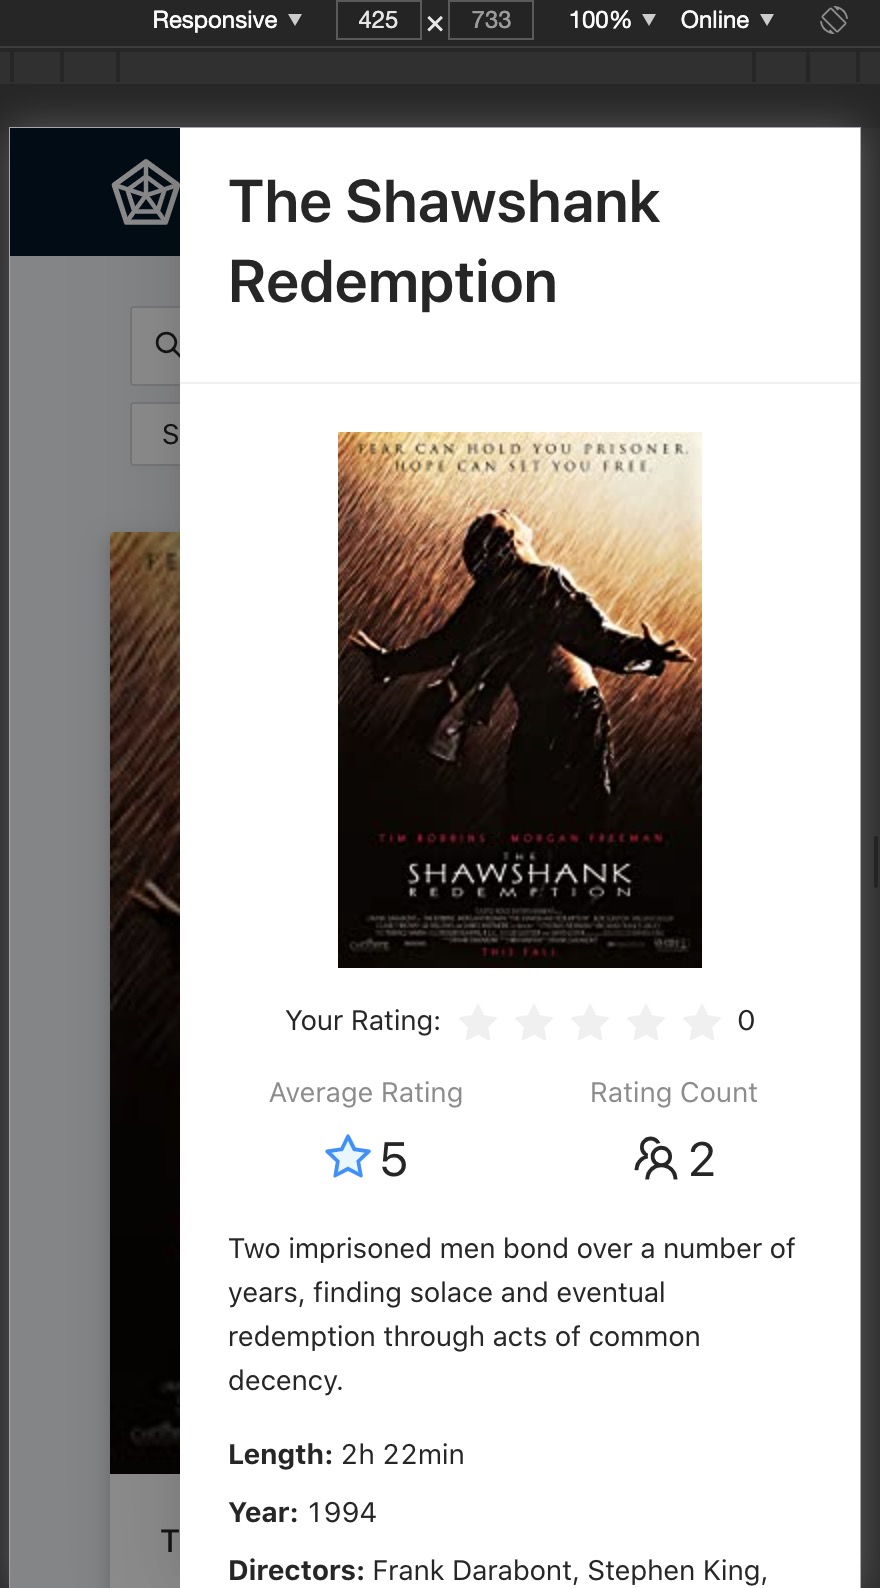 Responsive ▼ 425 × 733 100% ▼ Online ▼
The Shawshank
Redemption
S
FE
FEAR CAN HOLD YOU PRISONER.
HOPE CAN SET YOU FREE.
TIM ROBBINS MORGAN FREEMAN
THE
SHAWSHANK
REDEMPTION
THIS FALL
Your Rating: 0
Average Rating Rating Count
5 2
Two imprisoned men bond over a number of
years, finding solace and eventual
redemption through acts of common
decency.
Length: 2h 22min
Year: 1994
T
Directors: Frank Darabont, Stephen King,